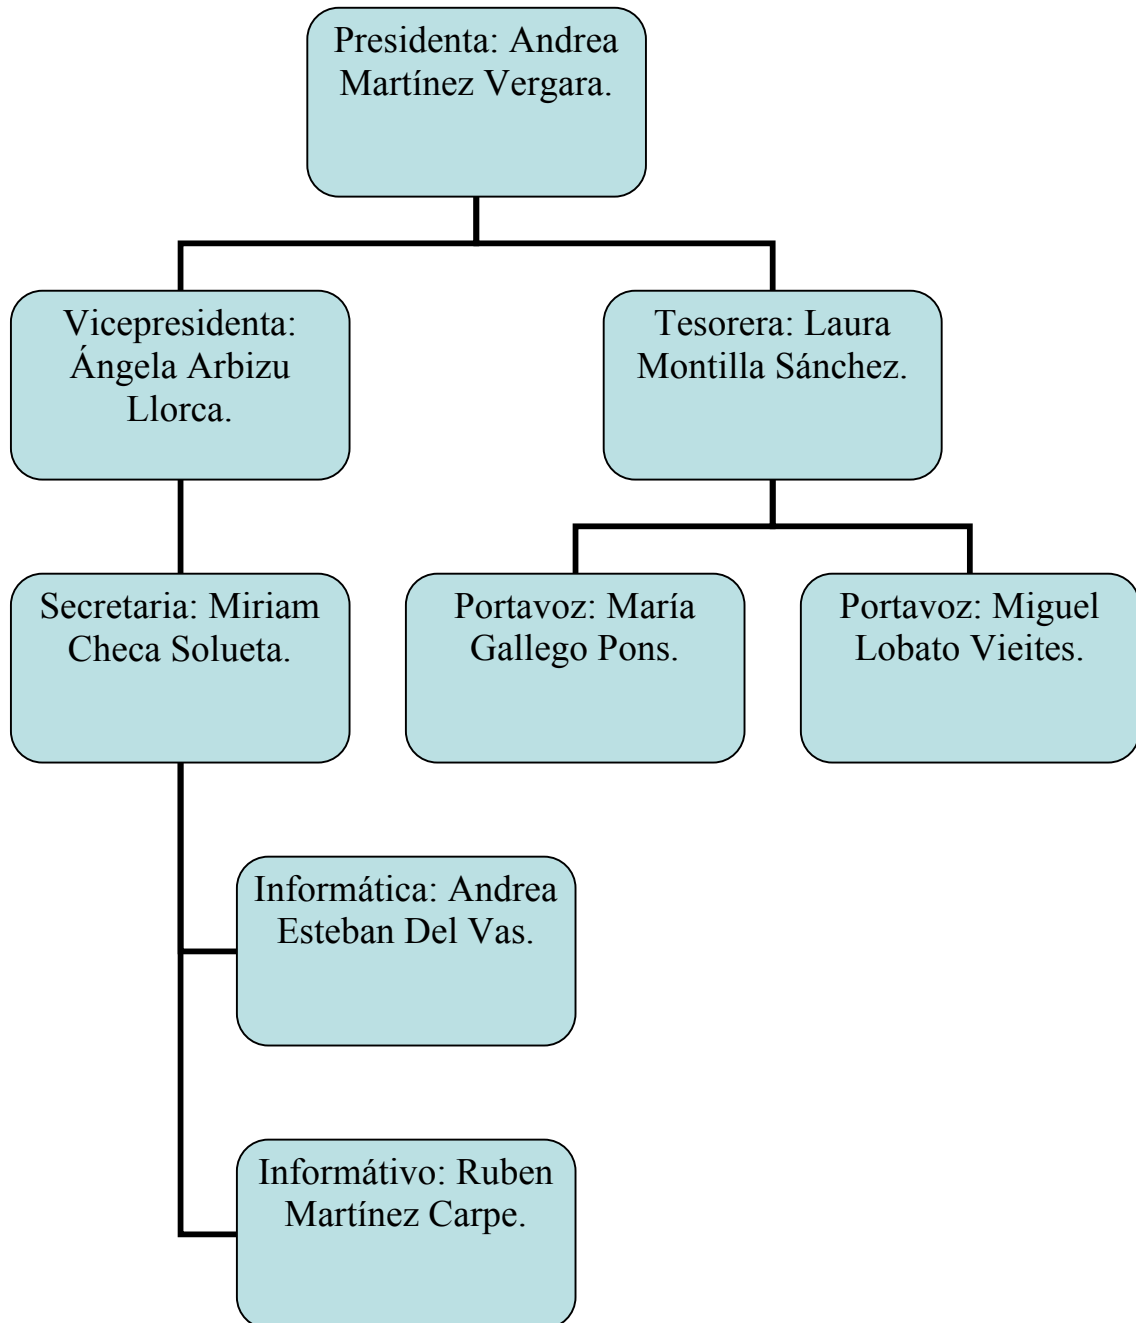 Presidenta: Andrea
Martínez Vergara.
Vicepresidenta:
Ángela Arbizu
Llorca.
Tesorera: Laura
Montilla Sánchez.
Secretaria: Miriam
Checa Solueta.
Portavoz: María
Gallego Pons.
Portavoz: Miguel
Lobato Vieites.
Informática: Andrea
Esteban Del Vas.
Informátivo: Ruben
Martínez Carpe.